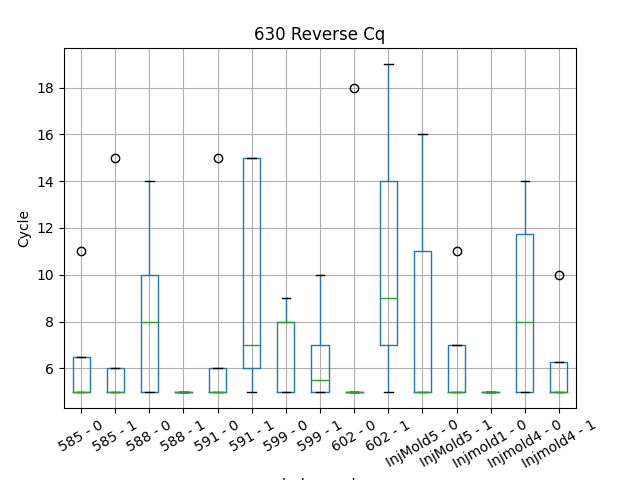 630 Reverse Cq
Cycle
18
16
14
12
10
8
6
585 - 0
585 - 1
588 - 0
588 - 1
591 - 0
591 - 1
599 - 0
599 - 1
602 - 0
602 - 1
InjMold5 - 0
InjMold5 - 1
Injmold1 - 0
Injmold4 - 0
Injmold4 - 1